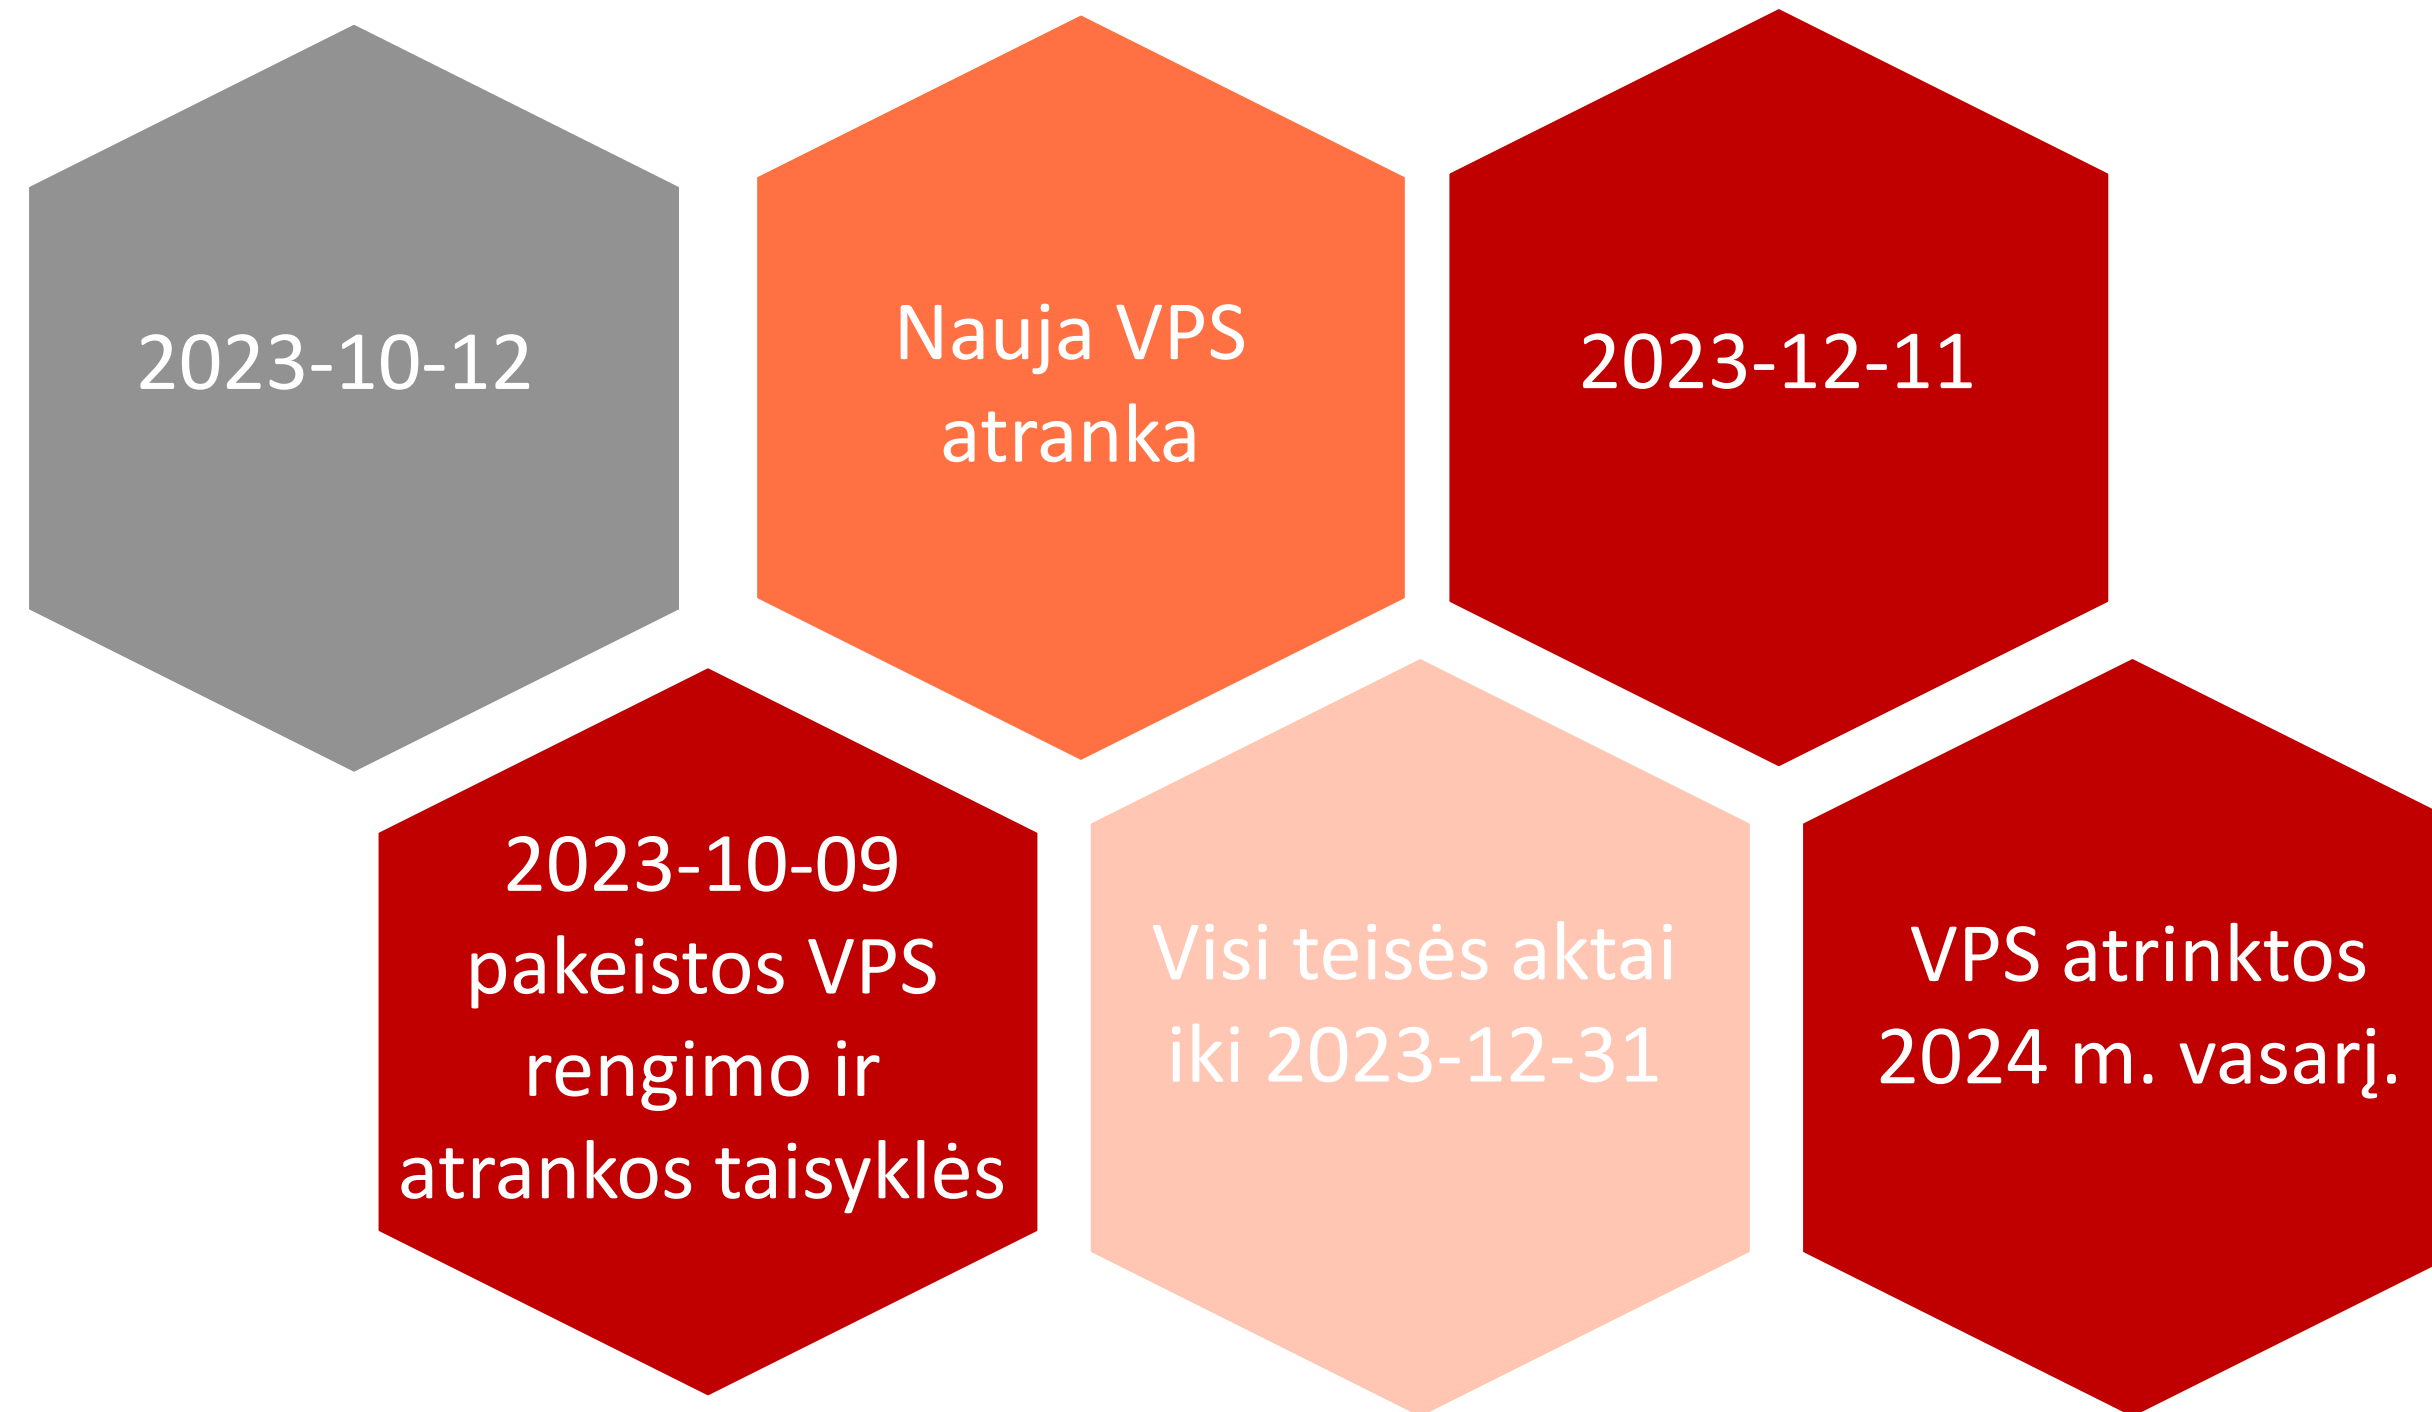 2023-10-12
Nauja VPS
atranka
2023-12-11
2023-10-09
pakeistos VPS
rengimo ir
atrankos taisyklės
Visi teisės aktai
iki 2023-12-31
VPS atrinktos
2024 m. vasarį.